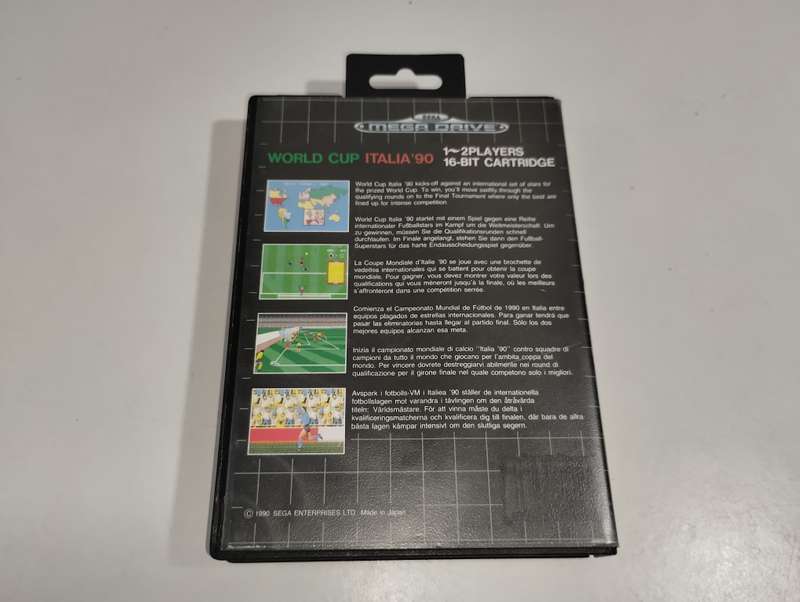 SEGA
MEGA DRIVE
WORLD CUP ITALIA'90
1~2PLAYERS
16-BIT CARTRIDGE
World Cup Italia '90 kicks-off against an international set of stars for
the prized World Cup. To win, you'll move swiftly through the
qualifying rounds on to the Final Tournament where only the best are
lined up for intense competition.
World Cup Italia '90 startet mit einem Spiel gegen eine Reihe
internationaler Fußballstars im Kampf um die Weltmeisterschaft. Um
zu gewinnen, müssen Sie die Qualifikationsrunden schnell
durchlaufen. Im Finale angelangt, stehen Sie dann den Fußball-
Superstars für das harte Endausscheidungsspiel gegenüber.
La Coupe Mondiale d'Italie '90 se joue avec une brochette de
vedettes internationales qui se battent pour obtenir la coupe
mondiale. Pour gagner, vous devez montrer votre valeur lors des
qualifications qui vous mèneront jusqu'à la finale, où les meilleurs
s'affronteront dans une compétition serrée.
Comienza el Campeonato Mundial de Fútbol de 1990 en Italia entre
equipos plagados de estrellas internacionales. Para ganar tendrá que
pasar las eliminatorias hasta llegar al partido final. Sólo los dos
mejores equipos alcanzan esa meta.
Inizia il campionato mondiale di calcio "Italia '90" contro squadre di
campioni da tutto il mondo che giocano per l'ambita coppa del
mondo. Per vincere dovrete destreggiarvi abilmente nei round di
qualificazione per il girone finale nel quale competono solo i migliori.
Avspark i fotbolls-VM i Italiea '90 ställer de internationella
fotbollslagen mot varandra i tävlingen om den åtråvärda
titeln: Världsmästare. För att vinna måste du delta i
kvalificeringsmatcherna och kvalificera dig till finalen, där bara de allra
bästa lagen kämpar intensivt om den slutliga segern.
© 1990 SEGA ENTERPRISES LTD. Made in Japan